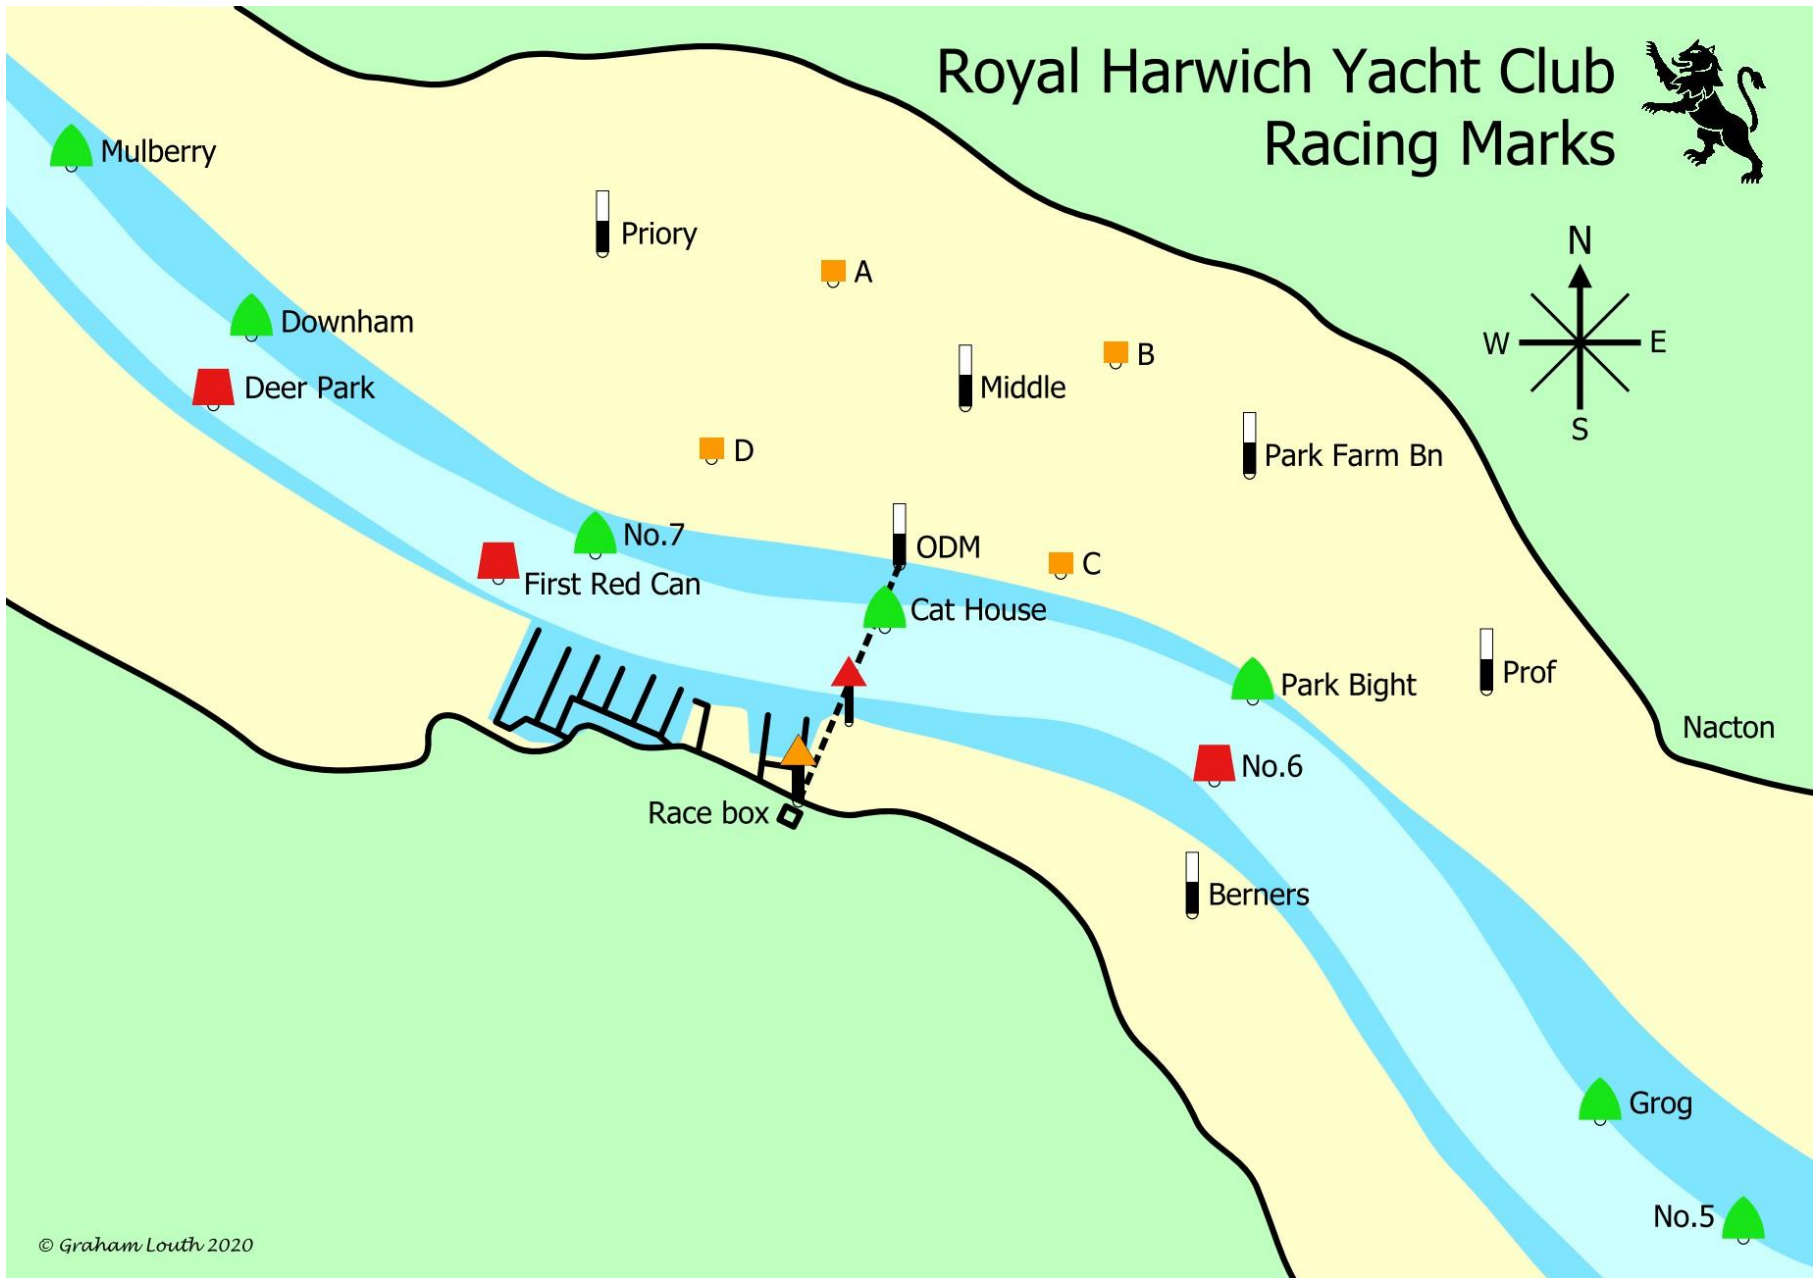 Royal Harwich Yacht Club
Racing Marks
Mulberry
Priory
A
N
W
E
S
Downham
B
Deer Park
Middle
D
Park Farm Bn
No.7
ODM
C
First Red Can
Cat House
Park Bight
Prof
Nacton
No.6
Race box
Berners
Grog
No.5
© Graham Louth 2020